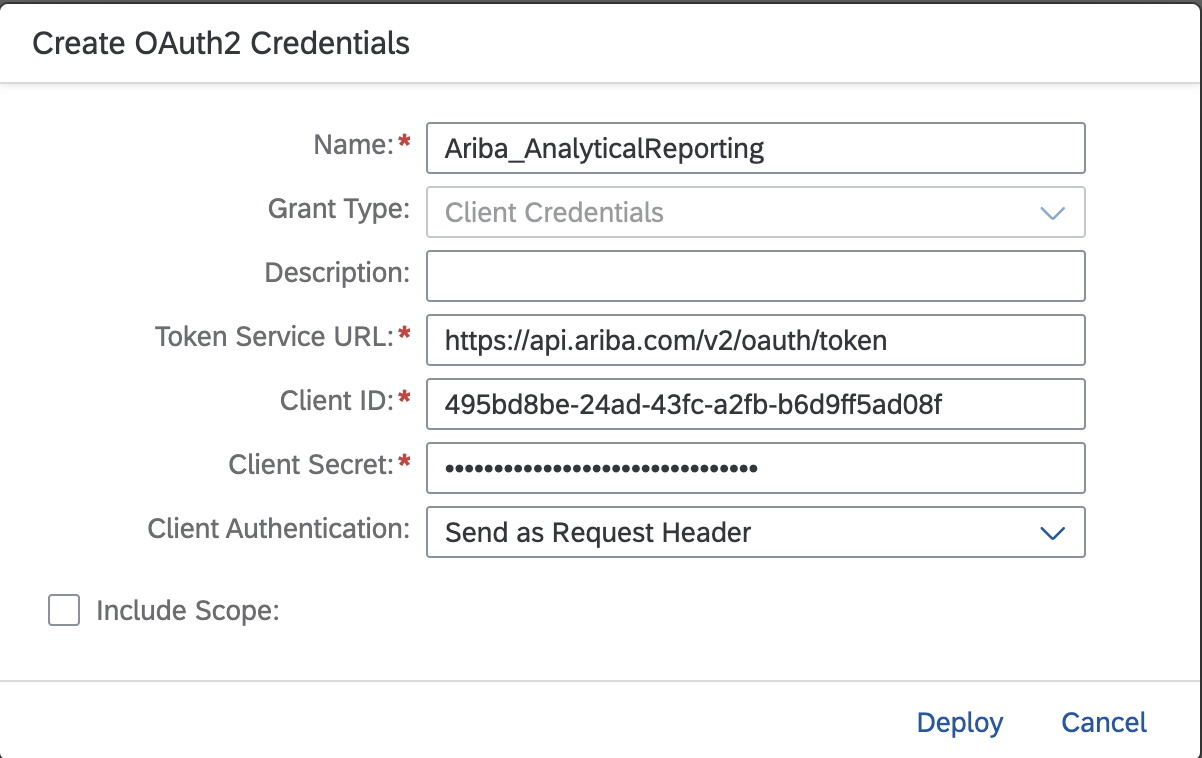 Create OAuth2 Credentials
Name:* Ariba_AnalyticalReporting
Grant Type: Client Credentials
Description:
Token Service URL:* https://api.ariba.com/v2/oauth/token
Client ID:* 495bd8be-24ad-43fc-a2fb-b6d9ff5ad08f
Client Secret:* ••••••••••••••••••••••••••••••••
Client Authentication: Send as Request Header
Include Scope:
Deploy Cancel